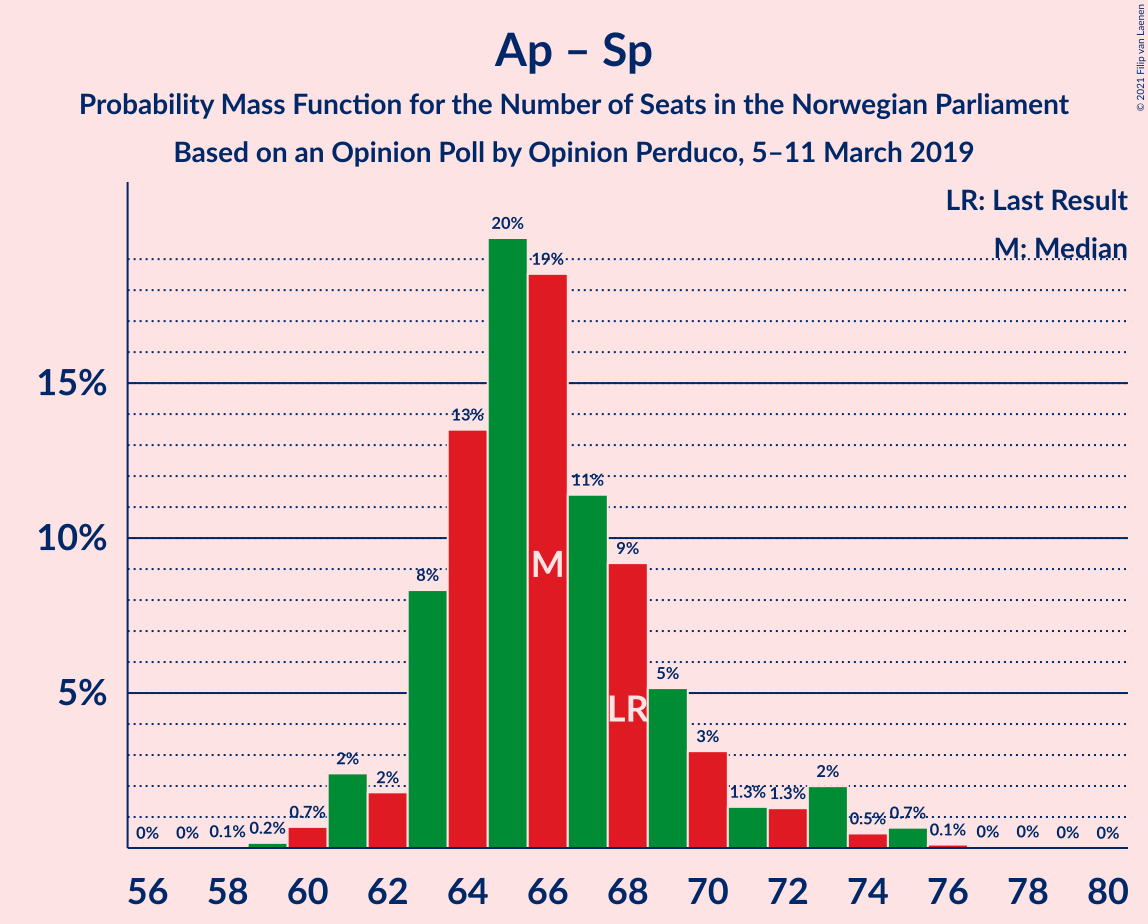 Ap – Sp
Probability Mass Function for the Number of Seats in the Norwegian Parliament
Based on an Opinion Poll by Opinion Perduco, 5–11 March 2019
© 2021 Filip van Laenen
LR: Last Result
M: Median
15%
10%
5%
0% 0% 0.1% 0.2% 0.7% 2% 2% 8% 13% 20% 19% 11% 9% 5% 3% 1.3% 1.3% 2% 0.5% 0.7% 0.1% 0% 0% 0% 0%
M
LR
56 58 60 62 64 66 68 70 72 74 76 78 80